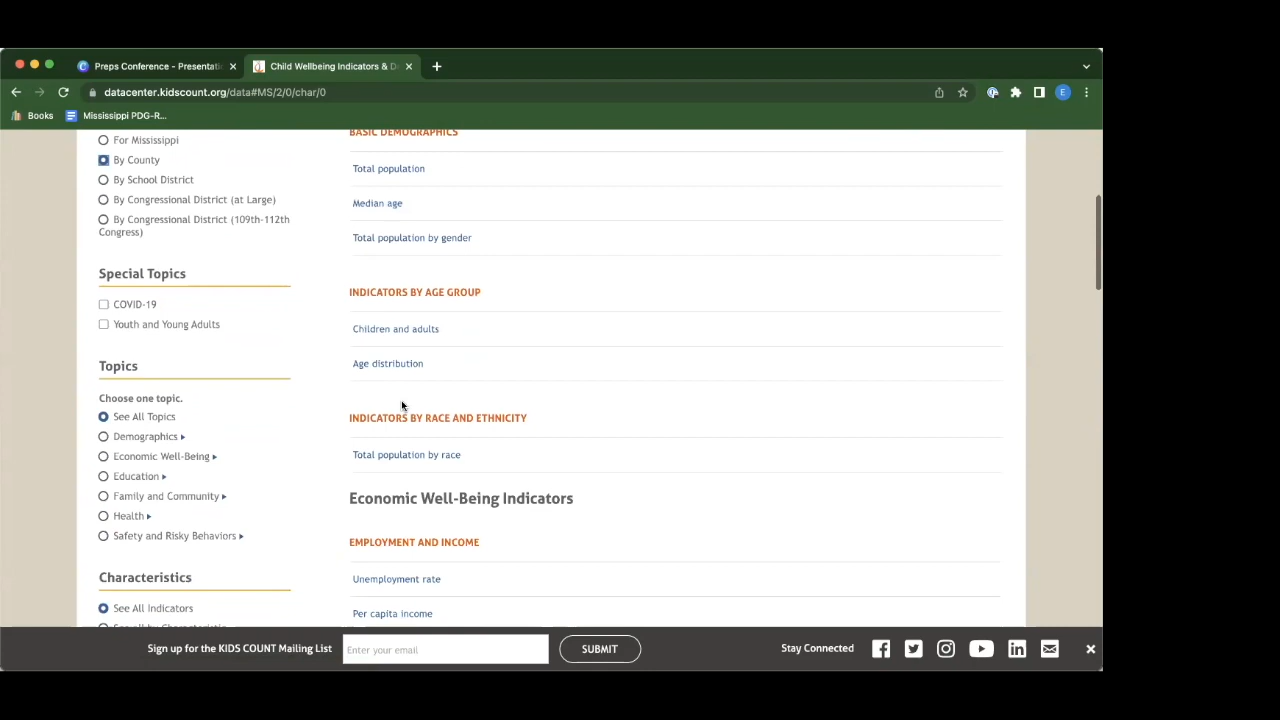 Preps Conference - Presentati
Child Wellbeing Indicators & D
datacenter.kidscount.org/data#MS/2/0/char/0
E
Books
Mississippi PDG-R...
For Mississippi
By County
By School District
By Congressional District (at Large)
By Congressional District (109th-112th
Congress)
Special Topics
COVID-19
Youth and Young Adults
Topics
Choose one topic.
See All Topics
Demographics
Economic Well-Being
Education
Family and Community
Health
Safety and Risky Behaviors
Characteristics
See All Indicators
BASIC DEMOGRAPHICS
Total population
Median age
Total population by gender
INDICATORS BY AGE GROUP
Children and adults
Age distribution
INDICATORS BY RACE AND ETHNICITY
Total population by race
Economic Well-Being Indicators
EMPLOYMENT AND INCOME
Unemployment rate
Per capita income
Sign up for the KIDS COUNT Mailing List
Enter your email
SUBMIT
Stay Connected